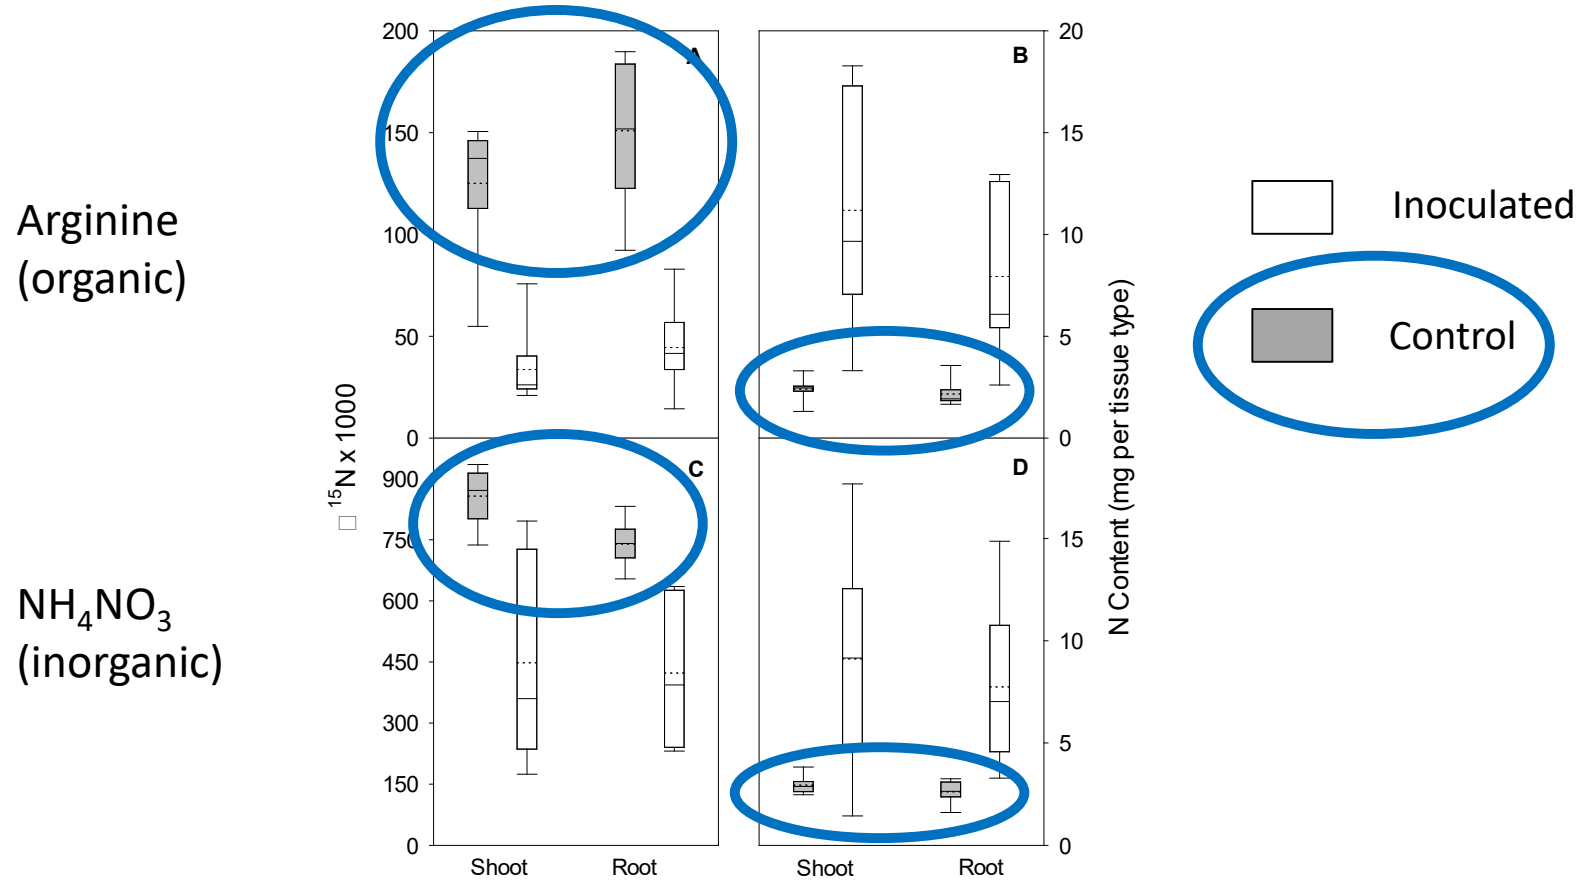 Arginine
(organic)
NH₄NO₃
(inorganic)
200
150
100
50
0
A
20
15
10
5
0
B
□ ¹⁵N x 1000
900
750
600
450
300
150
0
C
N Content (mg per tissue type)
15
10
5
0
D
Shoot
Root
Shoot
Root
Inoculated
Control